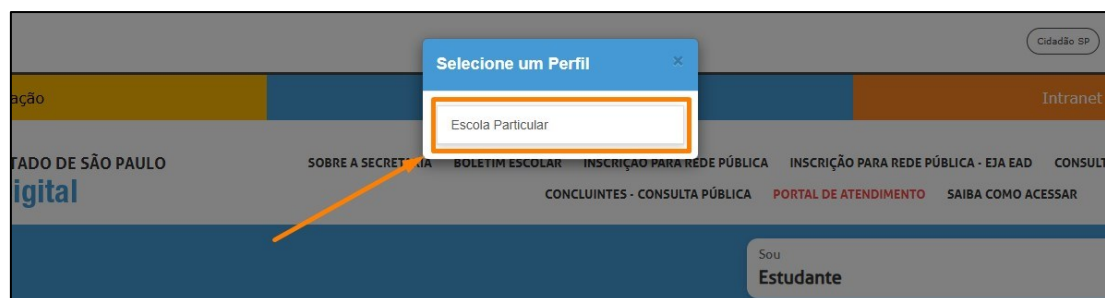 Cidadão SP
Selecione um Perfil ×
ação
Intranet
Escola Particular
TADO DE SÃO PAULO
igital
SOBRE A SECRETARIA BOLETIM ESCOLAR INSCRIÇÃO PARA REDE PÚBLICA INSCRIÇÃO PARA REDE PÚBLICA - EJA EAD CONSULT
CONCLUINTES - CONSULTA PÚBLICA PORTAL DE ATENDIMENTO SAIBA COMO ACESSAR
Sou
Estudante